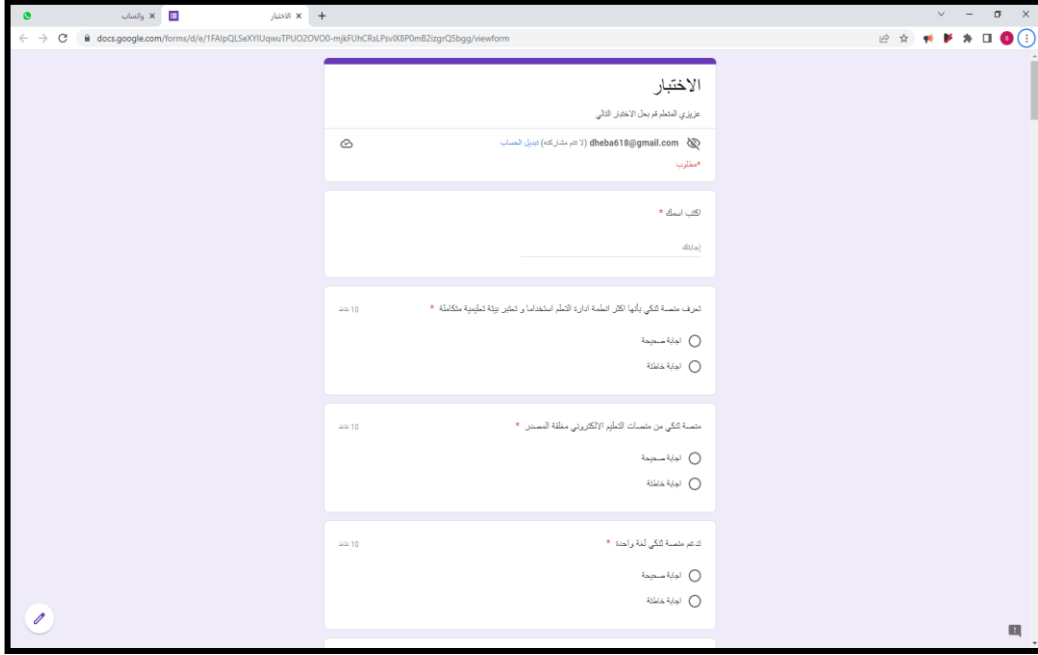 واتساب
الاختبار
docs.google.com/forms/d/e/1FAIpQLSeXYIUqwuTPUO2OVO0-mjkFUhCRsLPsvlX8P0mB2izgrQ5bgg/viewform
الاختبار
عزيزي المتعلم قم بحل الاختبار التالي
dheba618@gmail.com (لا تتم مشاركته) تبديل الحساب
*مطلوب
اكتب اسمك *
إجابتك
تعرف منصة لنكي بأنها اكثر انظمة ادارة التعلم استخداما و تعتبر بيئة تعليمية متكاملة *
10 نقاط
اجابة صحيحة
اجابة خاطئة
منصة لنكي من منصات التعليم الالكتروني مغلقة المصدر *
10 نقاط
اجابة صحيحة
اجابة خاطئة
تدعم منصة لنكي لغة واحدة *
10 نقاط
اجابة صحيحة
اجابة خاطئة